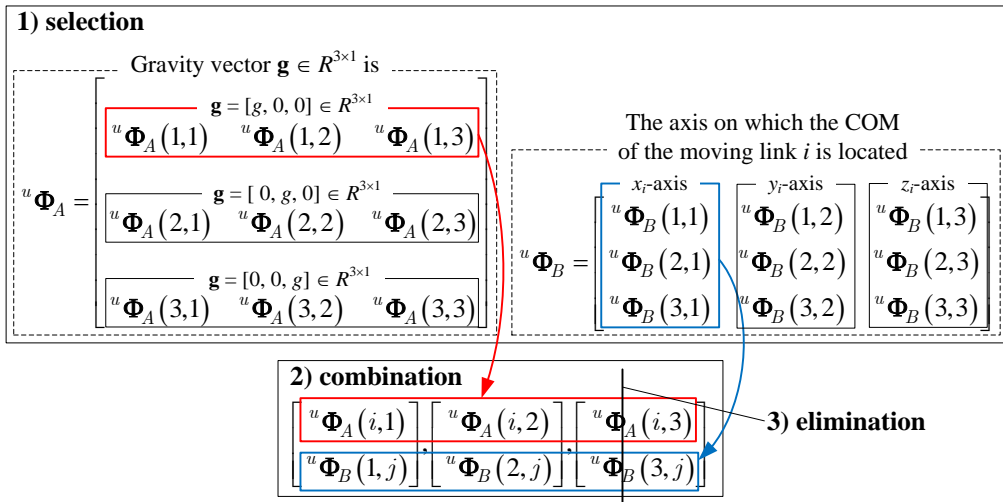 1) selection
Gravity vector g ∈ R^{3×1} is
g = [g, 0, 0] ∈ R^{3×1}
^uΦ_A(1,1) ^uΦ_A(1,2) ^uΦ_A(1,3)
g = [ 0, g, 0] ∈ R^{3×1}
^uΦ_A =
^uΦ_A(2,1) ^uΦ_A(2,2) ^uΦ_A(2,3)
g = [0, 0, g] ∈ R^{3×1}
^uΦ_A(3,1) ^uΦ_A(3,2) ^uΦ_A(3,3)
The axis on which the COM
of the moving link i is located
x_i-axis y_i-axis z_i-axis
^uΦ_B(1,1) ^uΦ_B(1,2) ^uΦ_B(1,3)
^uΦ_B = ^uΦ_B(2,1) ^uΦ_B(2,2) ^uΦ_B(2,3)
^uΦ_B(3,1) ^uΦ_B(3,2) ^uΦ_B(3,3)
2) combination
^uΦ_A(i,1) , ^uΦ_A(i,2) , ^uΦ_A(i,3)
^uΦ_B(1,j) ^uΦ_B(2,j) ^uΦ_B(3,j)
3) elimination